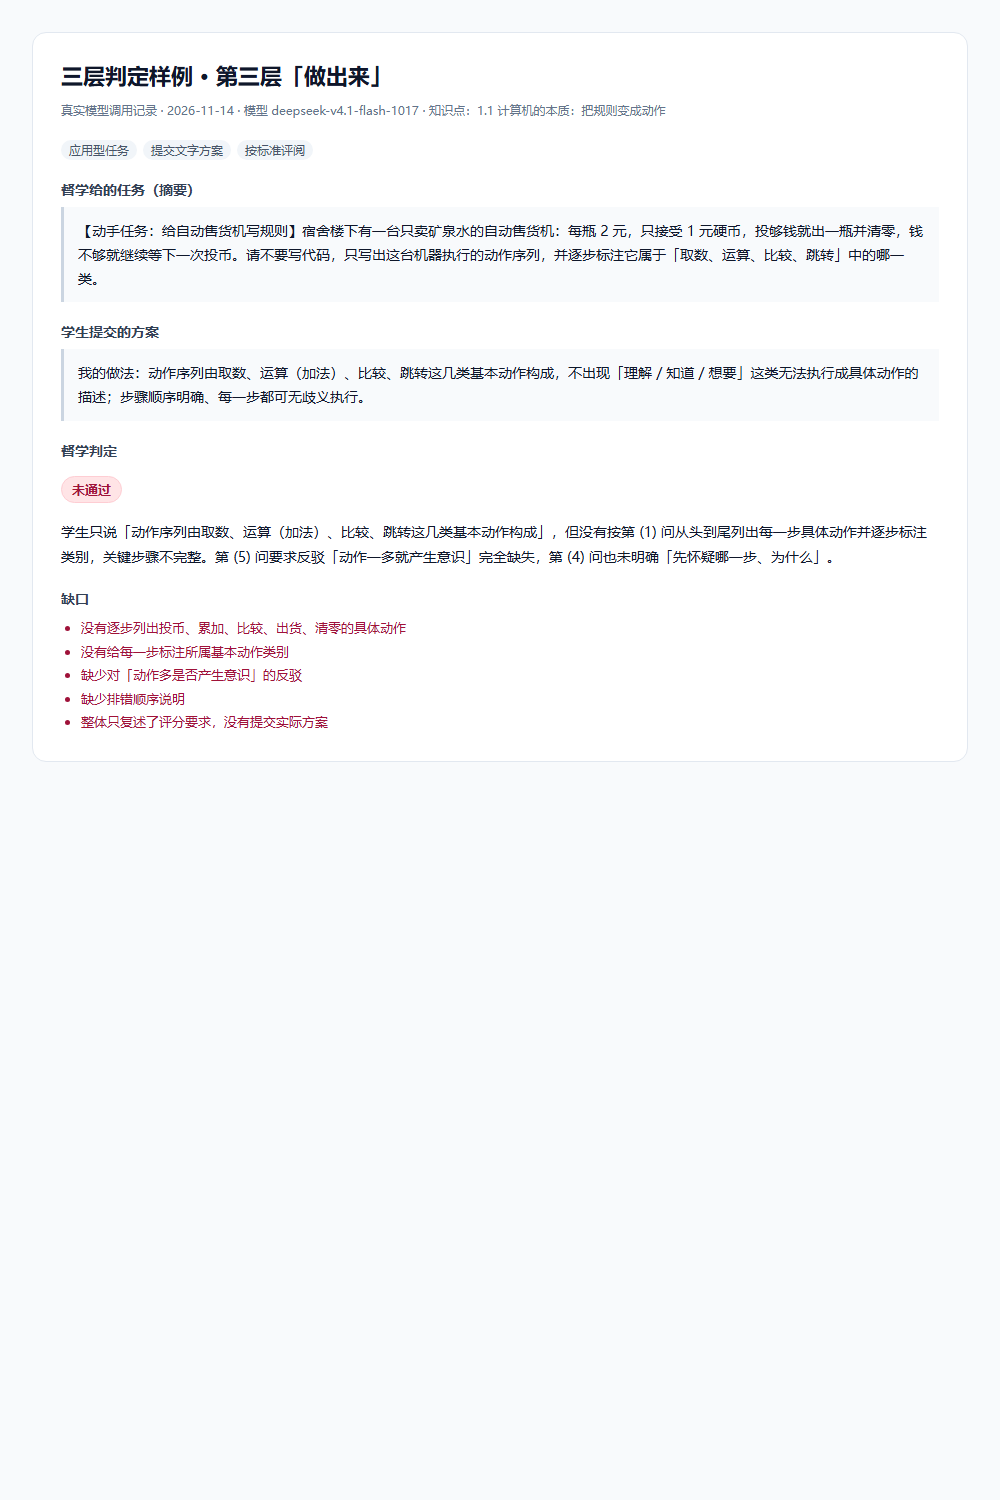 三层判定样例 · 第三层「做出来」
真实模型调用记录 · 2026-11-14 · 模型 deepseek-v4.1-flash-1017 · 知识点：1.1 计算机的本质：把规则变成动作
应用型任务 提交文字方案 按标准评阅
督学给的任务（摘要）
【动手任务：给自动售货机写规则】宿舍楼下有一台只卖矿泉水的自动售货机：每瓶 2 元，只接受 1 元硬币，投够钱就出一瓶并清零，钱
不够就继续等下一次投币。请不要写代码，只写出这台机器执行的动作序列，并逐步标注它属于「取数、运算、比较、跳转」中的哪一
类。
学生提交的方案
我的做法：动作序列由取数、运算（加法）、比较、跳转这几类基本动作构成，不出现「理解 / 知道 / 想要」这类无法执行成具体动作的
描述；步骤顺序明确、每一步都可无歧义执行。
督学判定
未通过
学生只说「动作序列由取数、运算（加法）、比较、跳转这几类基本动作构成」，但没有按第 (1) 问从头到尾列出每一步具体动作并逐步标注
类别，关键步骤不完整。第 (5) 问要求反驳「动作一多就产生意识」完全缺失，第 (4) 问也未明确「先怀疑哪一步、为什么」。
缺口
• 没有逐步列出投币、累加、比较、出货、清零的具体动作
• 没有给每一步标注所属基本动作类别
• 缺少对「动作多是否产生意识」的反驳
• 缺少排错顺序说明
• 整体只复述了评分要求，没有提交实际方案